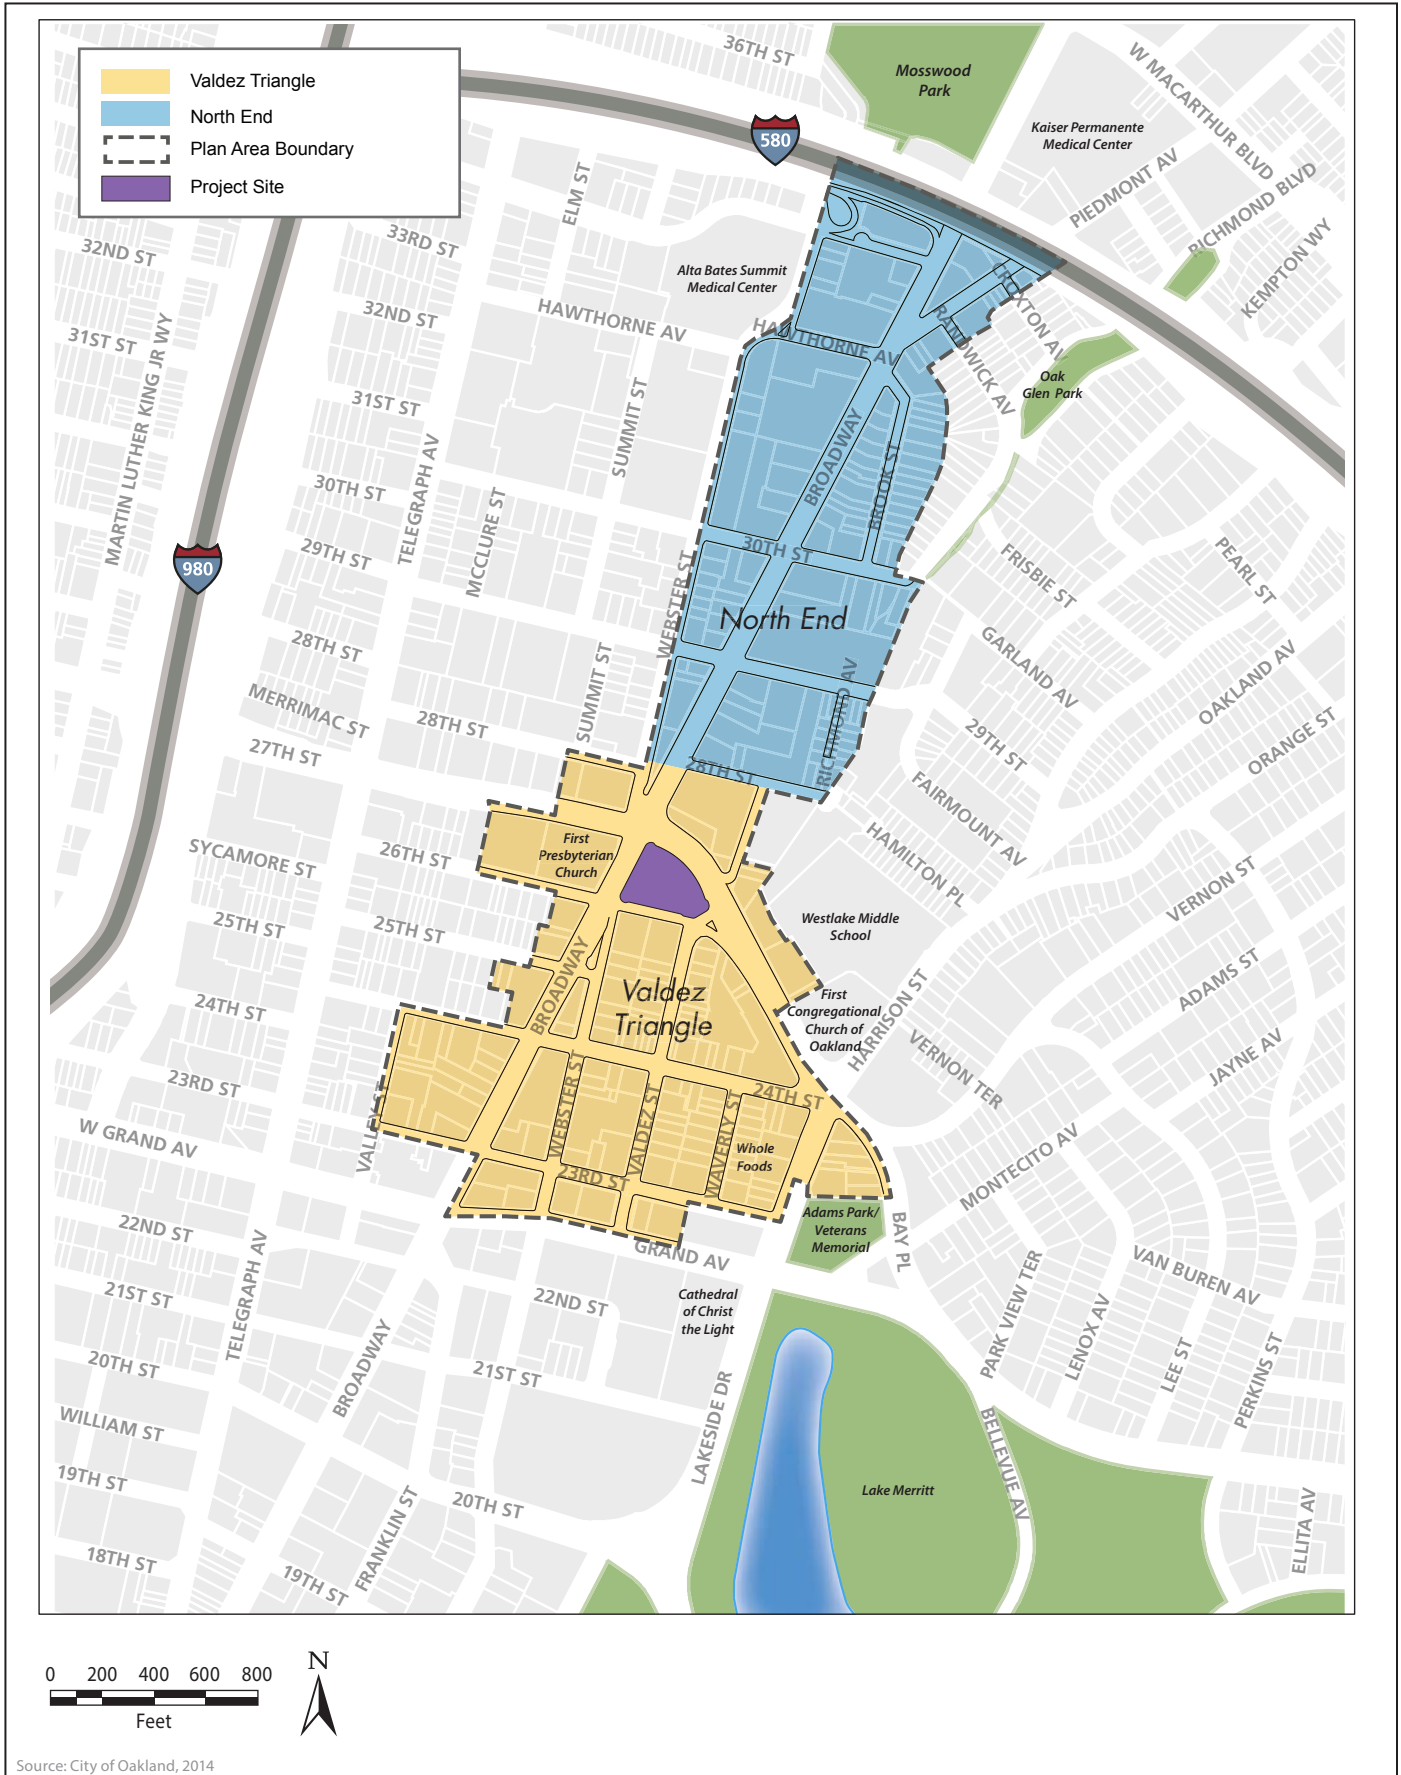 Valdez Triangle
North End
Plan Area Boundary
Project Site
36TH ST
Mosswood
Park
W MACARTHUR BLVD
Kaiser Permanente
Medical Center
580
PIEDMONT AV
RICHMOND BLVD
KEMPTON WY
ELM ST
33RD ST
32ND ST
Alta Bates Summit
Medical Center
CROXTON AV
32ND ST
HAWTHORNE AV
HAWTHORNE AV
RANDWICK AV
31ST ST
MARTIN LUTHER KING JR WY
Oak
Glen Park
31ST ST
SUMMIT ST
BROADWAY
BROOK ST
TELEGRAPH AV
30TH ST
MCCLURE ST
29TH ST
30TH ST
980
WEBSTER ST
FRISBIE ST
PEARL ST
North End
28TH ST
GARLAND AV
OAKLAND AV
SUMMIT ST
RICHMOND AV
MERRIMAC ST
28TH ST
29TH ST
ORANGE ST
27TH ST
28TH ST
FAIRMOUNT AV
SYCAMORE ST
26TH ST
First
Presbyterian
Church
HAMILTON PL
VERNON ST
25TH ST
25TH ST
Westlake Middle
School
BROADWAY
Valdez
Triangle
ADAMS ST
24TH ST
First
Congregational
Church of
Oakland
HARRISON ST
VERNON TER
JAYNE AV
23RD ST
VALLEY ST
WEBSTER ST
VALDEZ ST
WAVERLY ST
24TH ST
W GRAND AV
Whole
Foods
MONTECITO AV
23RD ST
22ND ST
Adams Park/
Veterans
Memorial
BAY PL
TELEGRAPH AV
GRAND AV
VAN BUREN AV
21ST ST
22ND ST
Cathedral
of Christ
the Light
PARK VIEW TER
LENOX AV
LEE ST
PERKINS ST
20TH ST
BROADWAY
21ST ST
LAKESIDE DR
WILLIAM ST
BELLEVUE AV
19TH ST
20TH ST
Lake Merritt
FRANKLIN ST
ELLITA AV
18TH ST
19TH ST
0 200 400 600 800
Feet
N
Source: City of Oakland, 2014